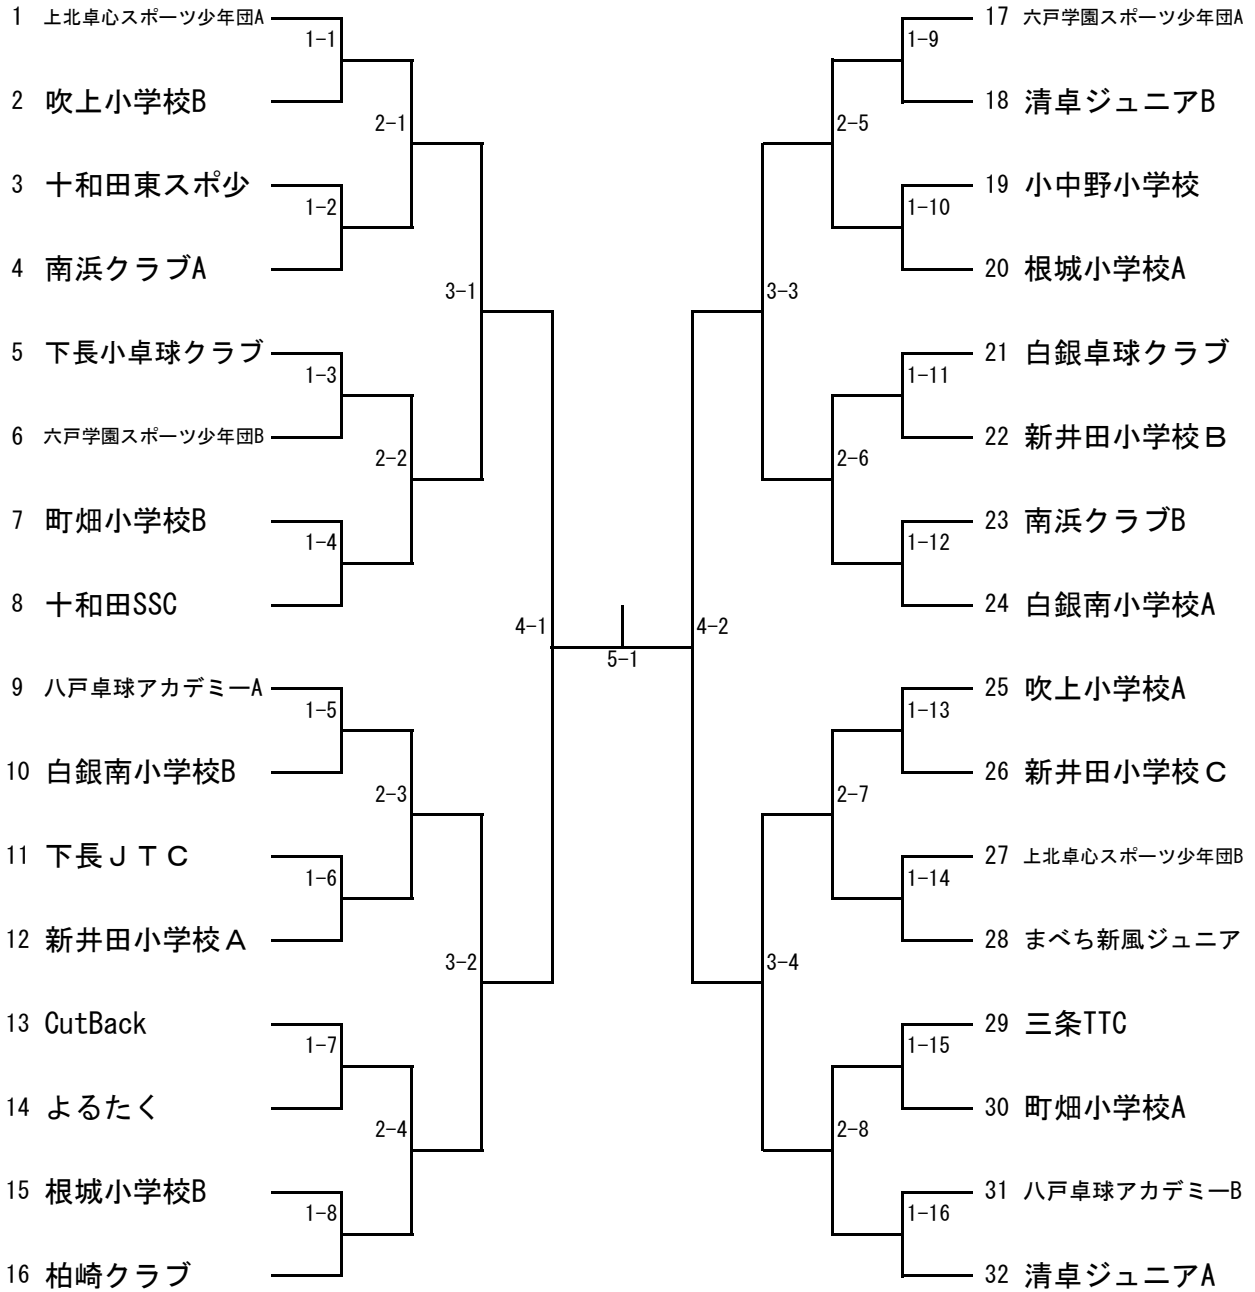 1 上北卓心スポーツ少年団A
1-1
2 吹上小学校B
2-1
3 十和田東スポ少
1-2
4 南浜クラブA
3-1
5 下長小卓球クラブ
1-3
6 六戸学園スポーツ少年団B
2-2
7 町畑小学校B
1-4
8 十和田SSC
4-1
9 八戸卓球アカデミーA
1-5
10 白銀南小学校B
2-3
11 下長ＪＴＣ
1-6
12 新井田小学校Ａ
3-2
13 CutBack
1-7
14 よるたく
2-4
15 根城小学校B
1-8
16 柏崎クラブ
5-1
17 六戸学園スポーツ少年団A
1-9
18 清卓ジュニアB
2-5
19 小中野小学校
1-10
20 根城小学校A
3-3
21 白銀卓球クラブ
1-11
22 新井田小学校Ｂ
2-6
23 南浜クラブB
1-12
24 白銀南小学校A
4-2
25 吹上小学校A
1-13
26 新井田小学校Ｃ
2-7
27 上北卓心スポーツ少年団B
1-14
28 まべち新風ジュニア
3-4
29 三条TTC
1-15
30 町畑小学校A
2-8
31 八戸卓球アカデミーB
1-16
32 清卓ジュニアA